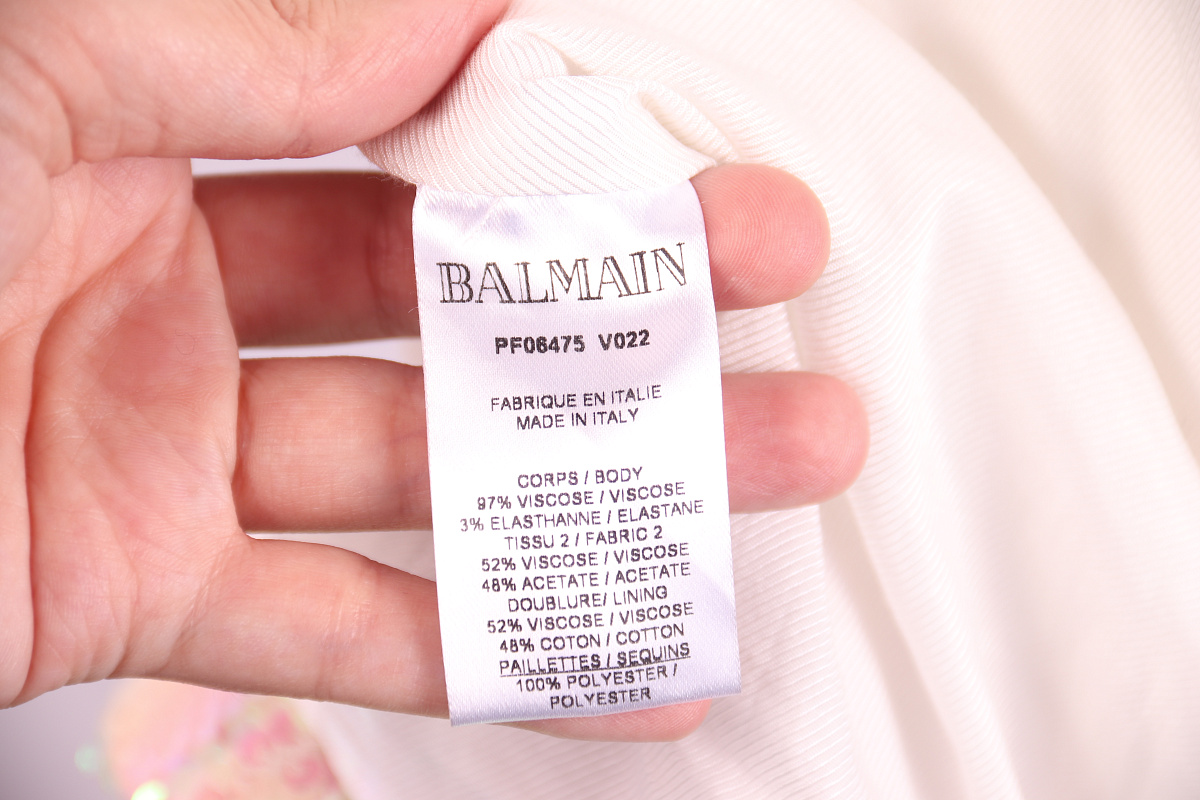 BALMAIN
PF06475 V022
FABRIQUE EN ITALIE
MADE IN ITALY
CORPS / BODY
97% VISCOSE / VISCOSE
3% ELASTHANNE / ELASTANE
TISSU 2 / FABRIC 2
52% VISCOSE / VISCOSE
48% ACETATE / ACETATE
DOUBLURE/ LINING
52% VISCOSE / VISCOSE
48% COTON / COTTON
PAILLETTES / SEQUINS
100% POLYESTER /
POLYESTER